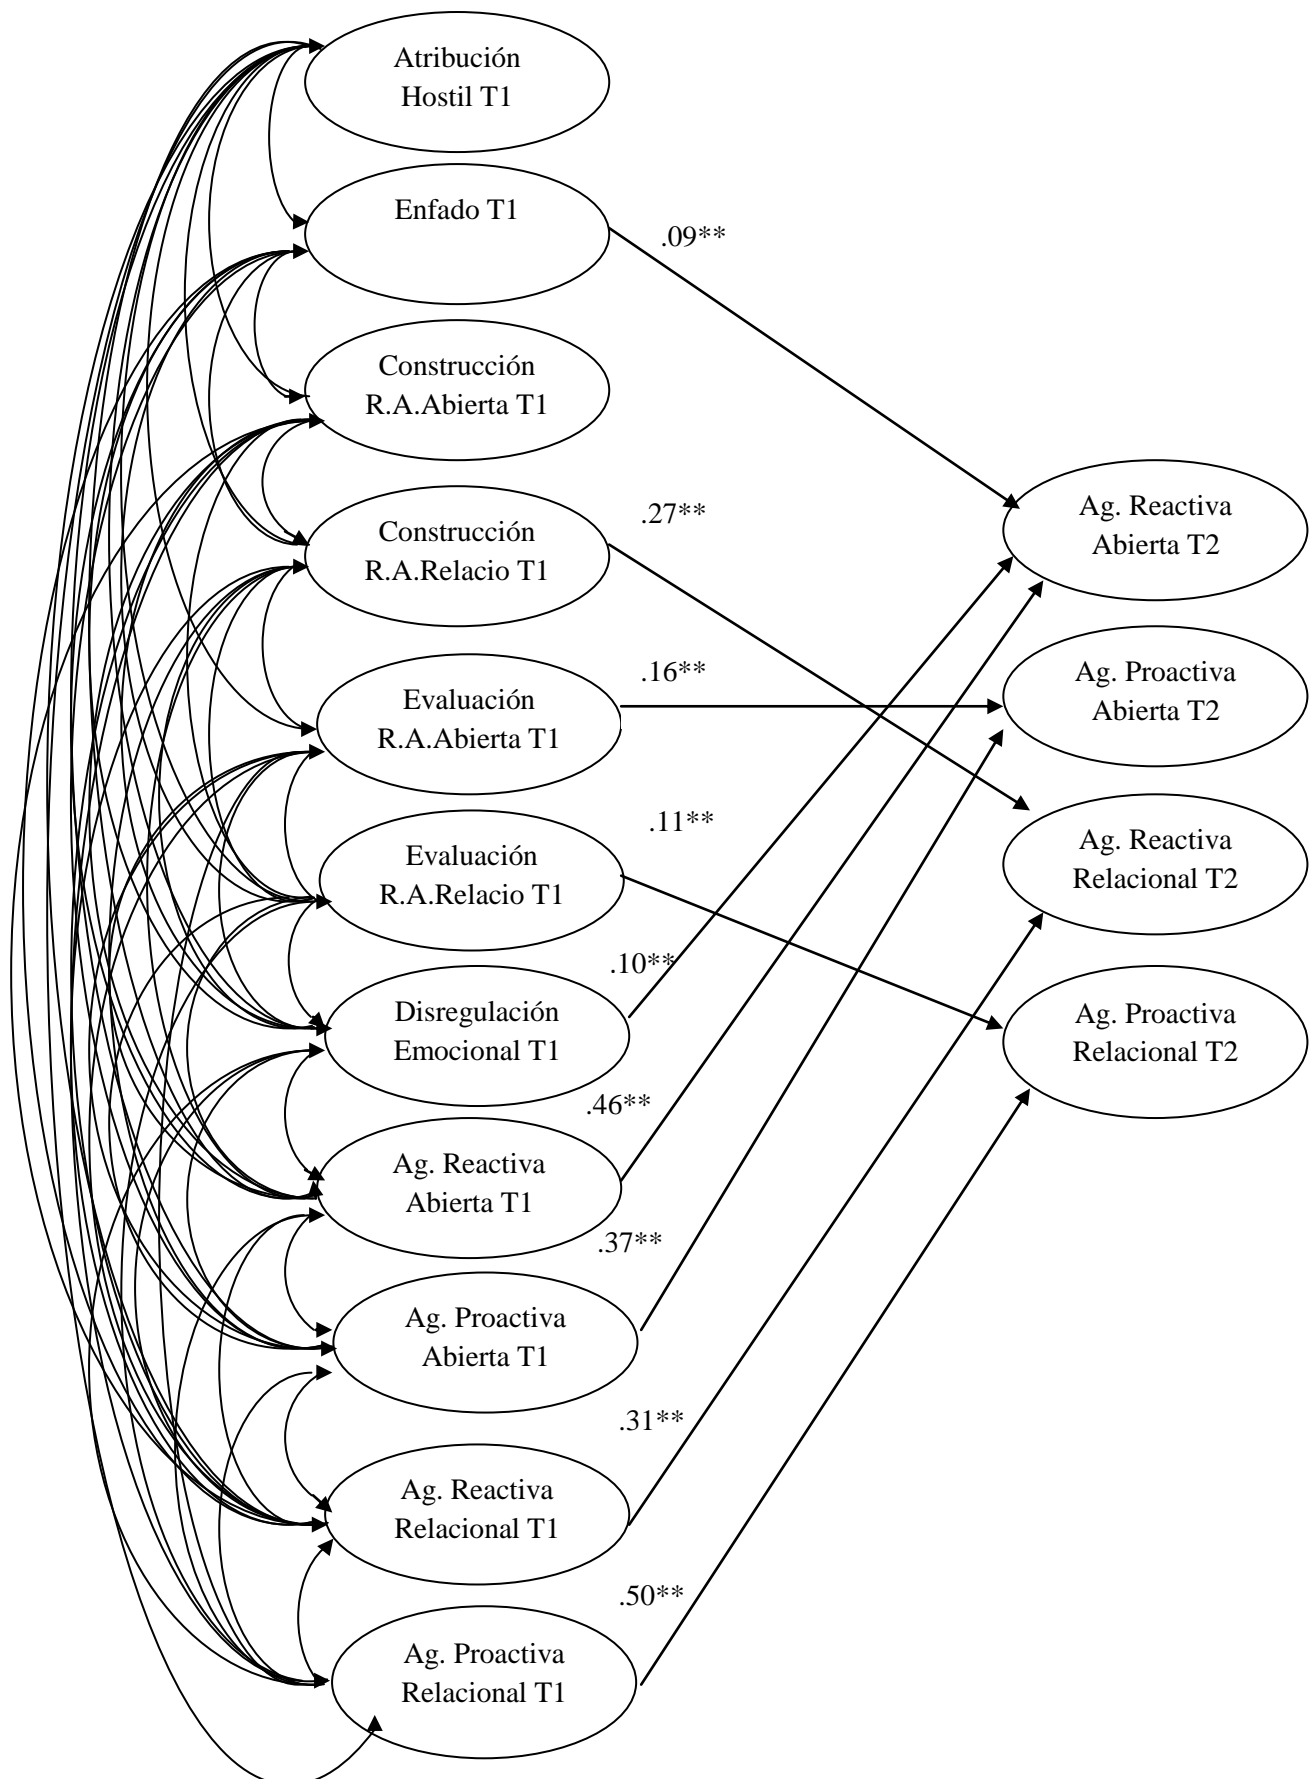 Atribución
Hostil T1
Enfado T1
.09**
Construcción
R.A.Abierta T1
Construcción
R.A.Relacio T1
.27**
Ag. Reactiva
Abierta T2
Evaluación
R.A.Abierta T1
.16**
Ag. Proactiva
Abierta T2
Evaluación
R.A.Relacio T1
.11**
Ag. Reactiva
Relacional T2
Disregulación
Emocional T1
.10**
Ag. Proactiva
Relacional T2
Ag. Reactiva
Abierta T1
.46**
Ag. Proactiva
Abierta T1
.37**
Ag. Reactiva
Relacional T1
.31**
Ag. Proactiva
Relacional T1
.50**